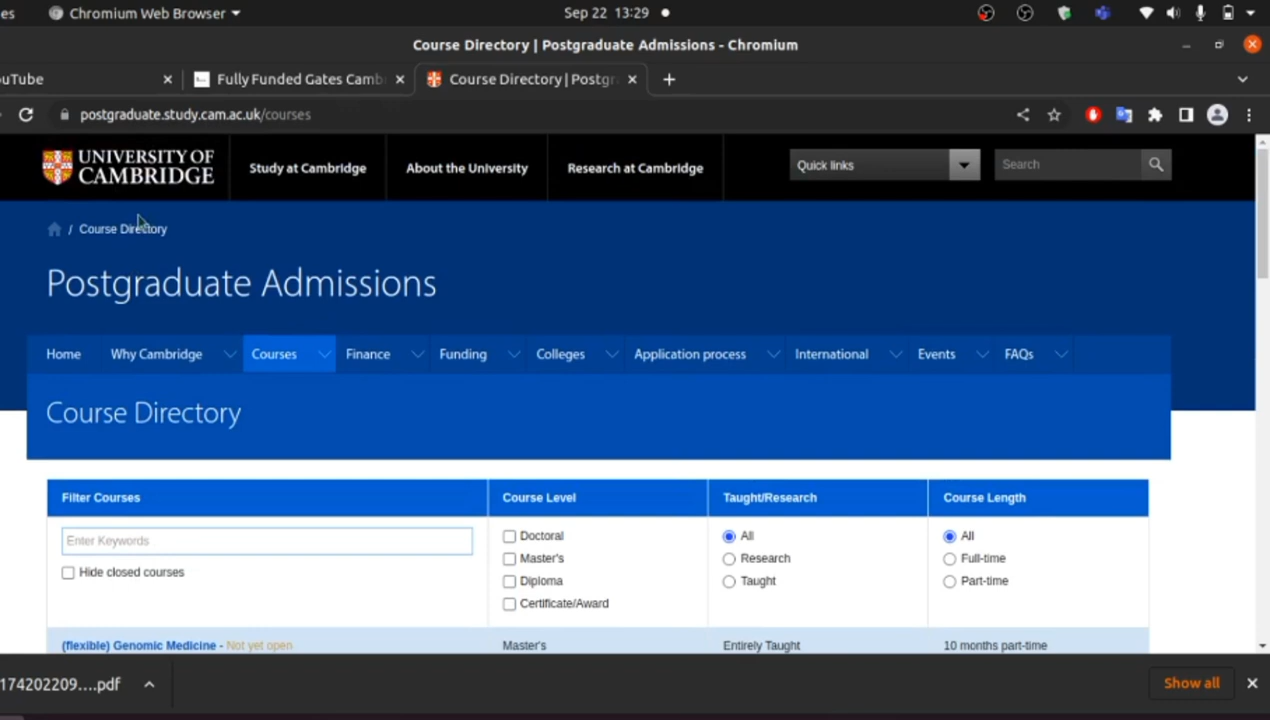 es Chromium Web Browser Sep 22 13:29
Course Directory | Postgraduate Admissions - Chromium
ouTube Fully Funded Gates Camb Course Directory | Postgr
postgraduate.study.cam.ac.uk/courses
UNIVERSITY OF
CAMBRIDGE
Study at Cambridge About the University Research at Cambridge Quick links Search
/ Course Directory
Postgraduate Admissions
Home Why Cambridge Courses Finance Funding Colleges Application process International Events FAQs
Course Directory
Filter Courses Course Level Taught/Research Course Length
Enter Keywords Doctoral All All
Hide closed courses Master's Research Full-time
Diploma Taught Part-time
Certificate/Award
(flexible) Genomic Medicine - Not yet open Master's Entirely Taught 10 months part-time
174202209....pdf Show all